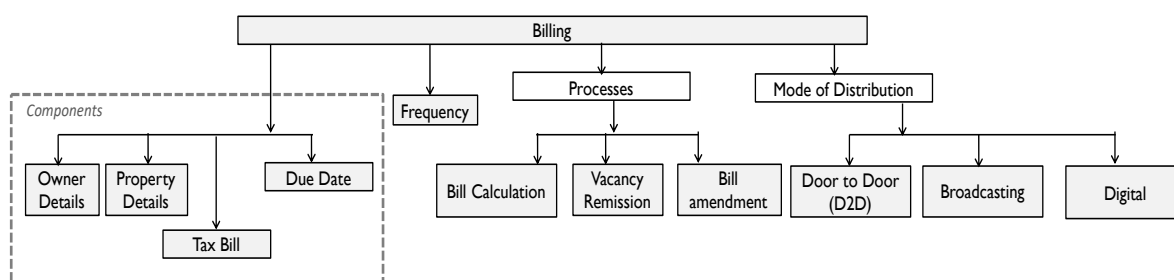 Billing
Components
Frequency
Processes
Mode of Distribution
Owner
Details
Property
Details
Tax Bill
Due Date
Bill Calculation
Vacancy
Remission
Bill
amendment
Door to Door
(D2D)
Broadcasting
Digital